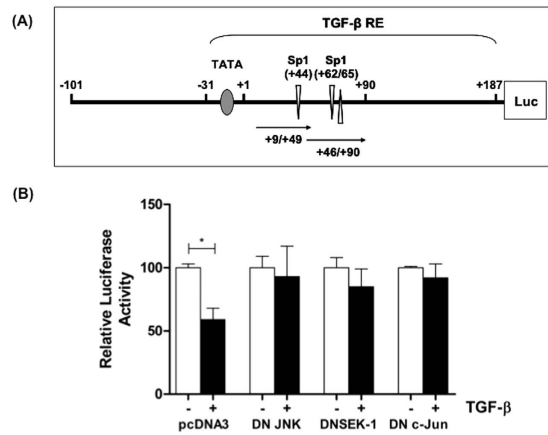 (A)
TGF-β RE
Sp1 Sp1
TATA (+44) (+62/65)
-101 -31 +1 +90 +187
Luc
+9/+49
+46/+90
(B)
150
100
50
0
Relative Luciferase
Activity
*
- + - + - + - + TGF-β
pcDNA3 DN JNK DNSEK-1 DN c-Jun